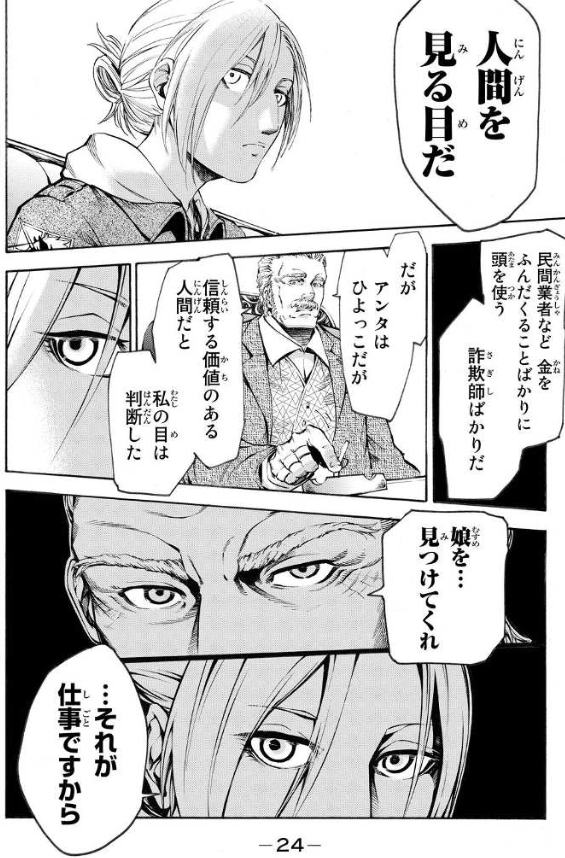 人間を
見る目だ
民間業者など 金を
ふんだくることばかりに
頭を使う
詐欺師ばかりだ
だが
アンタは
ひよっこだが
信頼する価値のある
人間だと
私の目は
判断した
娘を…
見つけてくれ
…それが
仕事ですから
—24—